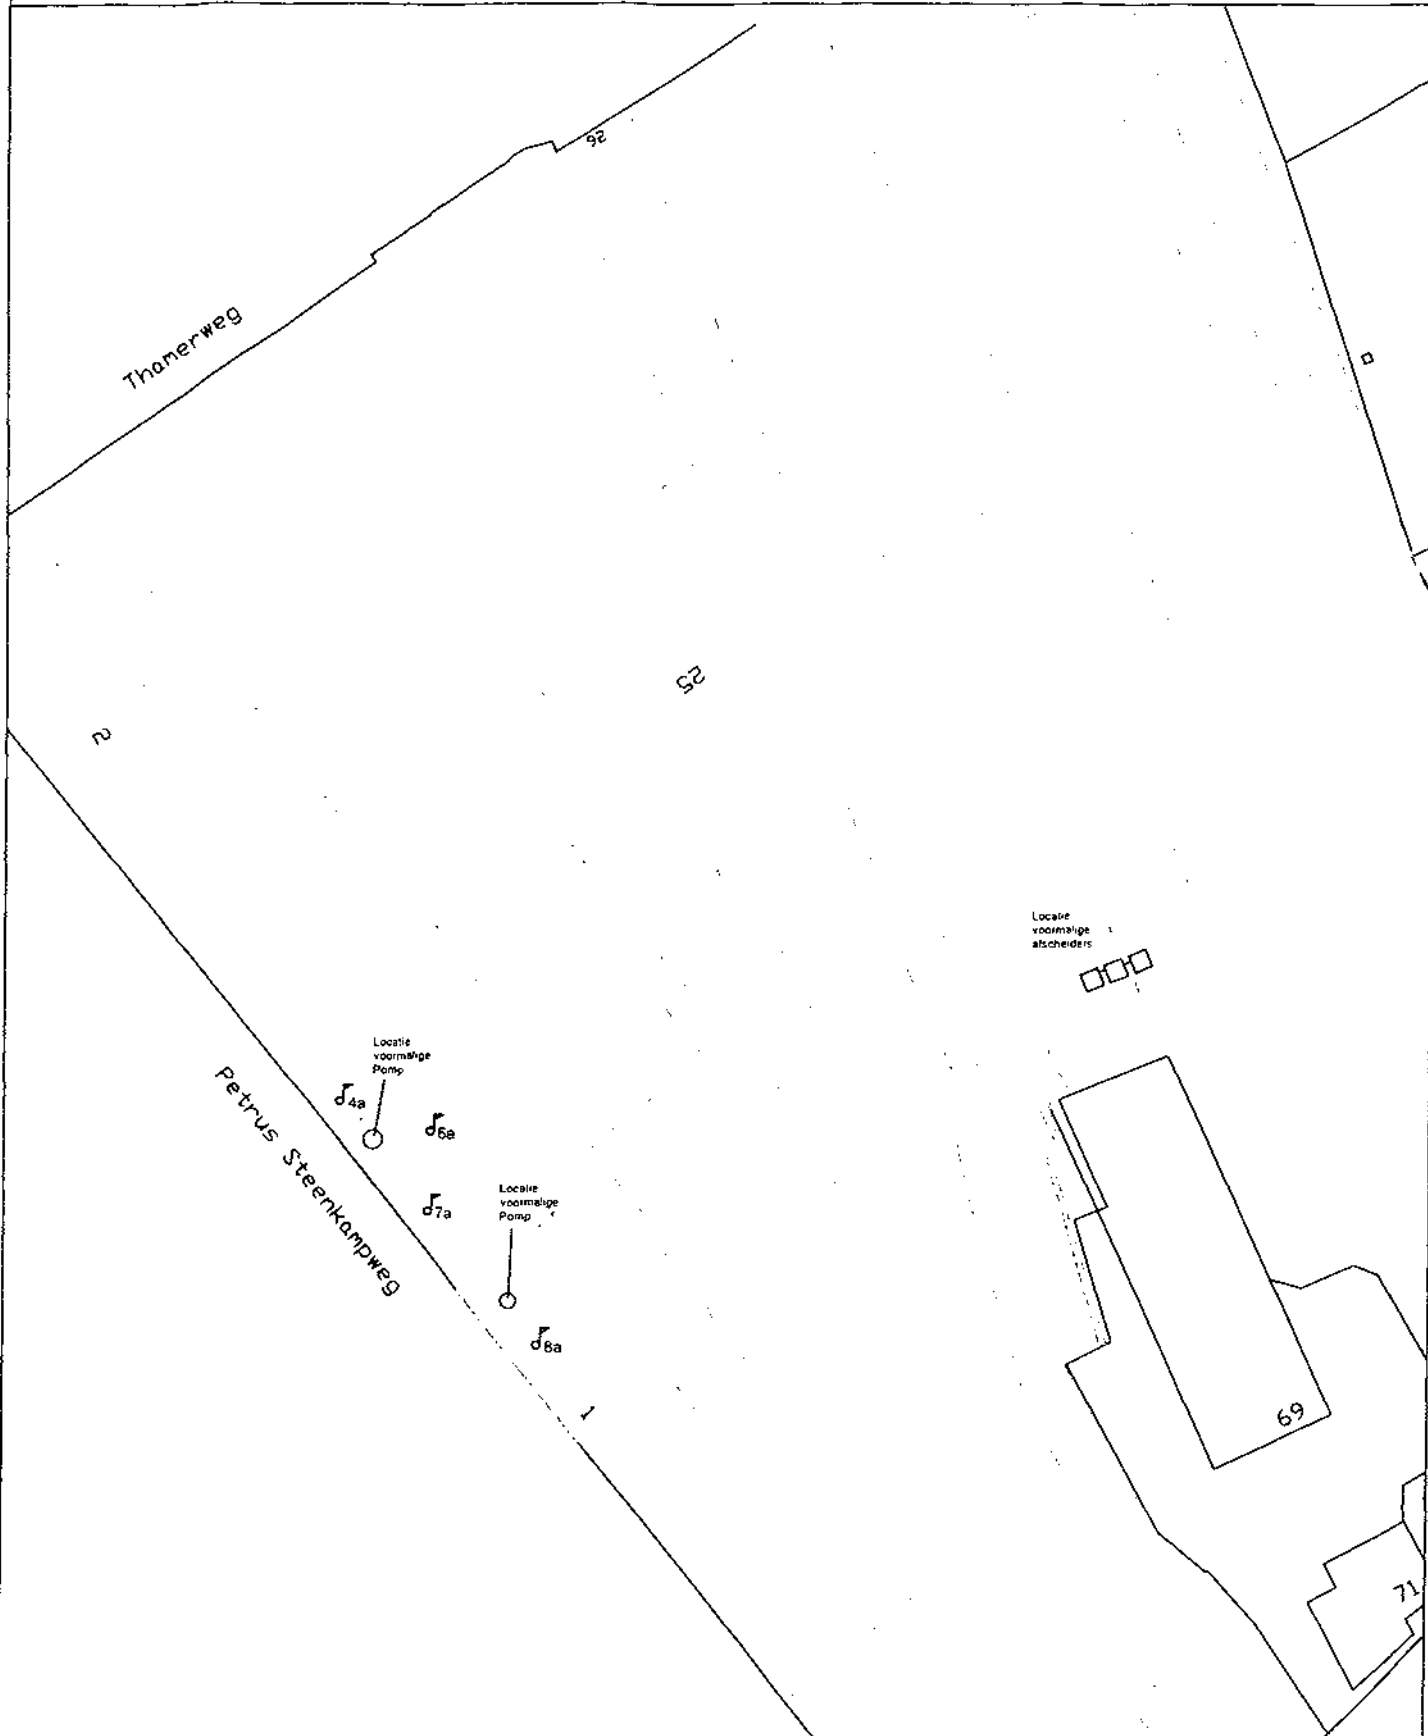 26
Thamerweg
25
2
Locatie
voormalige
afscheiders
Locatie
voormalige
Pomp
4a
6a
Petrus Steenkampweg
7a
Locatie
voormalige
Pomp
8a
1
69
71